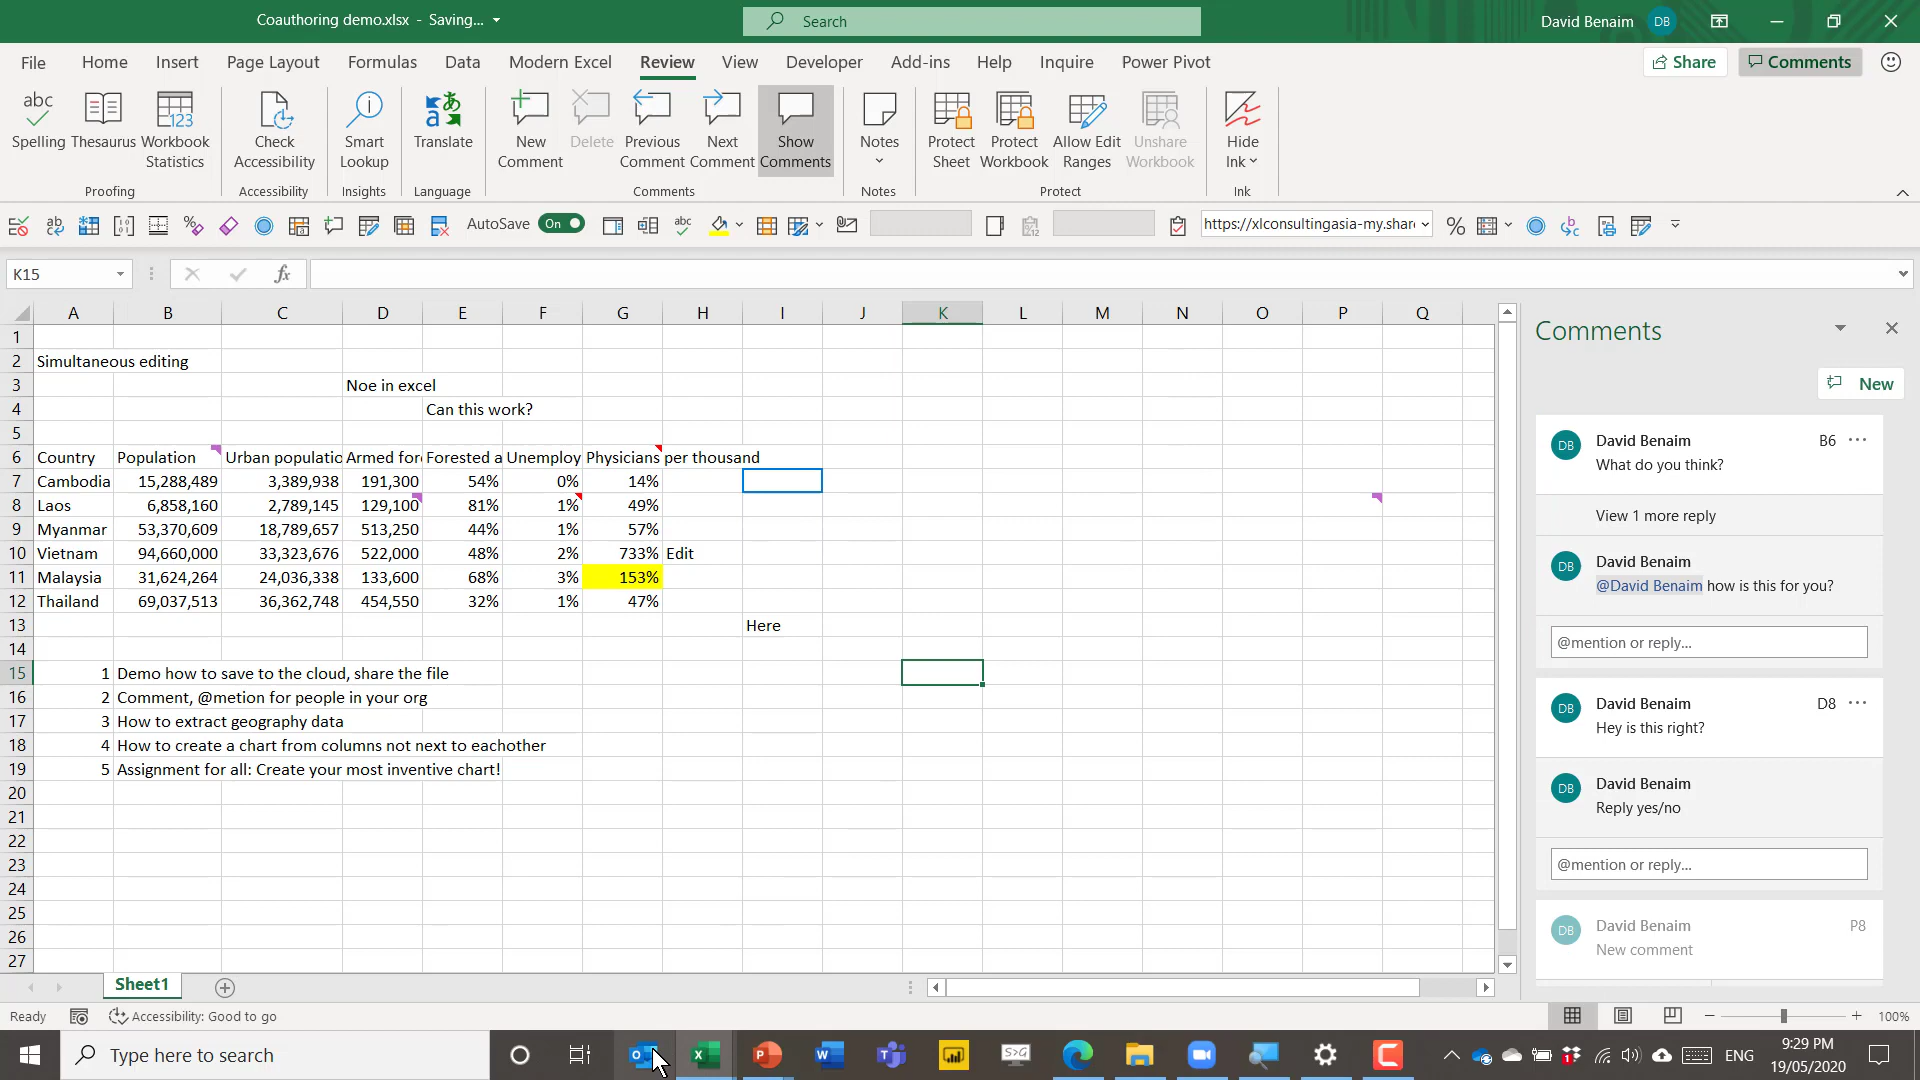 Coauthoring demo.xlsx - Saving...
Search
David Benaim DB
File Home Insert Page Layout Formulas Data Modern Excel Review View Developer Add-ins Help Inquire Power Pivot Share Comments
Spelling Thesaurus Workbook Statistics Check Accessibility Smart Lookup Translate New Comment Delete Previous Comment Next Comment Show Comments Notes Protect Sheet Protect Workbook Allow Edit Ranges Unshare Workbook Hide Ink
Proofing Accessibility Insights Language Comments Notes Protect Ink
AutoSave On https://xlconsultingasia-my.shar
K15 fx
A B C D E F G H I J K L M N O P Q
1
2 Simultaneous editing
3 Noe in excel
4 Can this work?
5
6 Country Population Urban populatio Armed for Forested a Unemploy Physicians per thousand
7 Cambodia 15,288,489 3,389,938 191,300 54% 0% 14%
8 Laos 6,858,160 2,789,145 129,100 81% 1% 49%
9 Myanmar 53,370,609 18,789,657 513,250 44% 1% 57%
10 Vietnam 94,660,000 33,323,676 522,000 48% 2% 733% Edit
11 Malaysia 31,624,264 24,036,338 133,600 68% 3% 153%
12 Thailand 69,037,513 36,362,748 454,550 32% 1% 47%
13 Here
14
15 1 Demo how to save to the cloud, share the file
16 2 Comment, @metion for people in your org
17 3 How to extract geography data
18 4 How to create a chart from columns not next to eachother
19 5 Assignment for all: Create your most inventive chart!
20
21
22
23
24
25
26
27
Comments
New
DB David Benaim B6 ...
What do you think?
View 1 more reply
DB David Benaim
@David Benaim how is this for you?
@mention or reply...
DB David Benaim D8 ...
Hey is this right?
DB David Benaim
Reply yes/no
@mention or reply...
DB David Benaim P8
New comment
Sheet1
Ready Accessibility: Good to go 100%
Type here to search
ENG
9:29 PM
19/05/2020